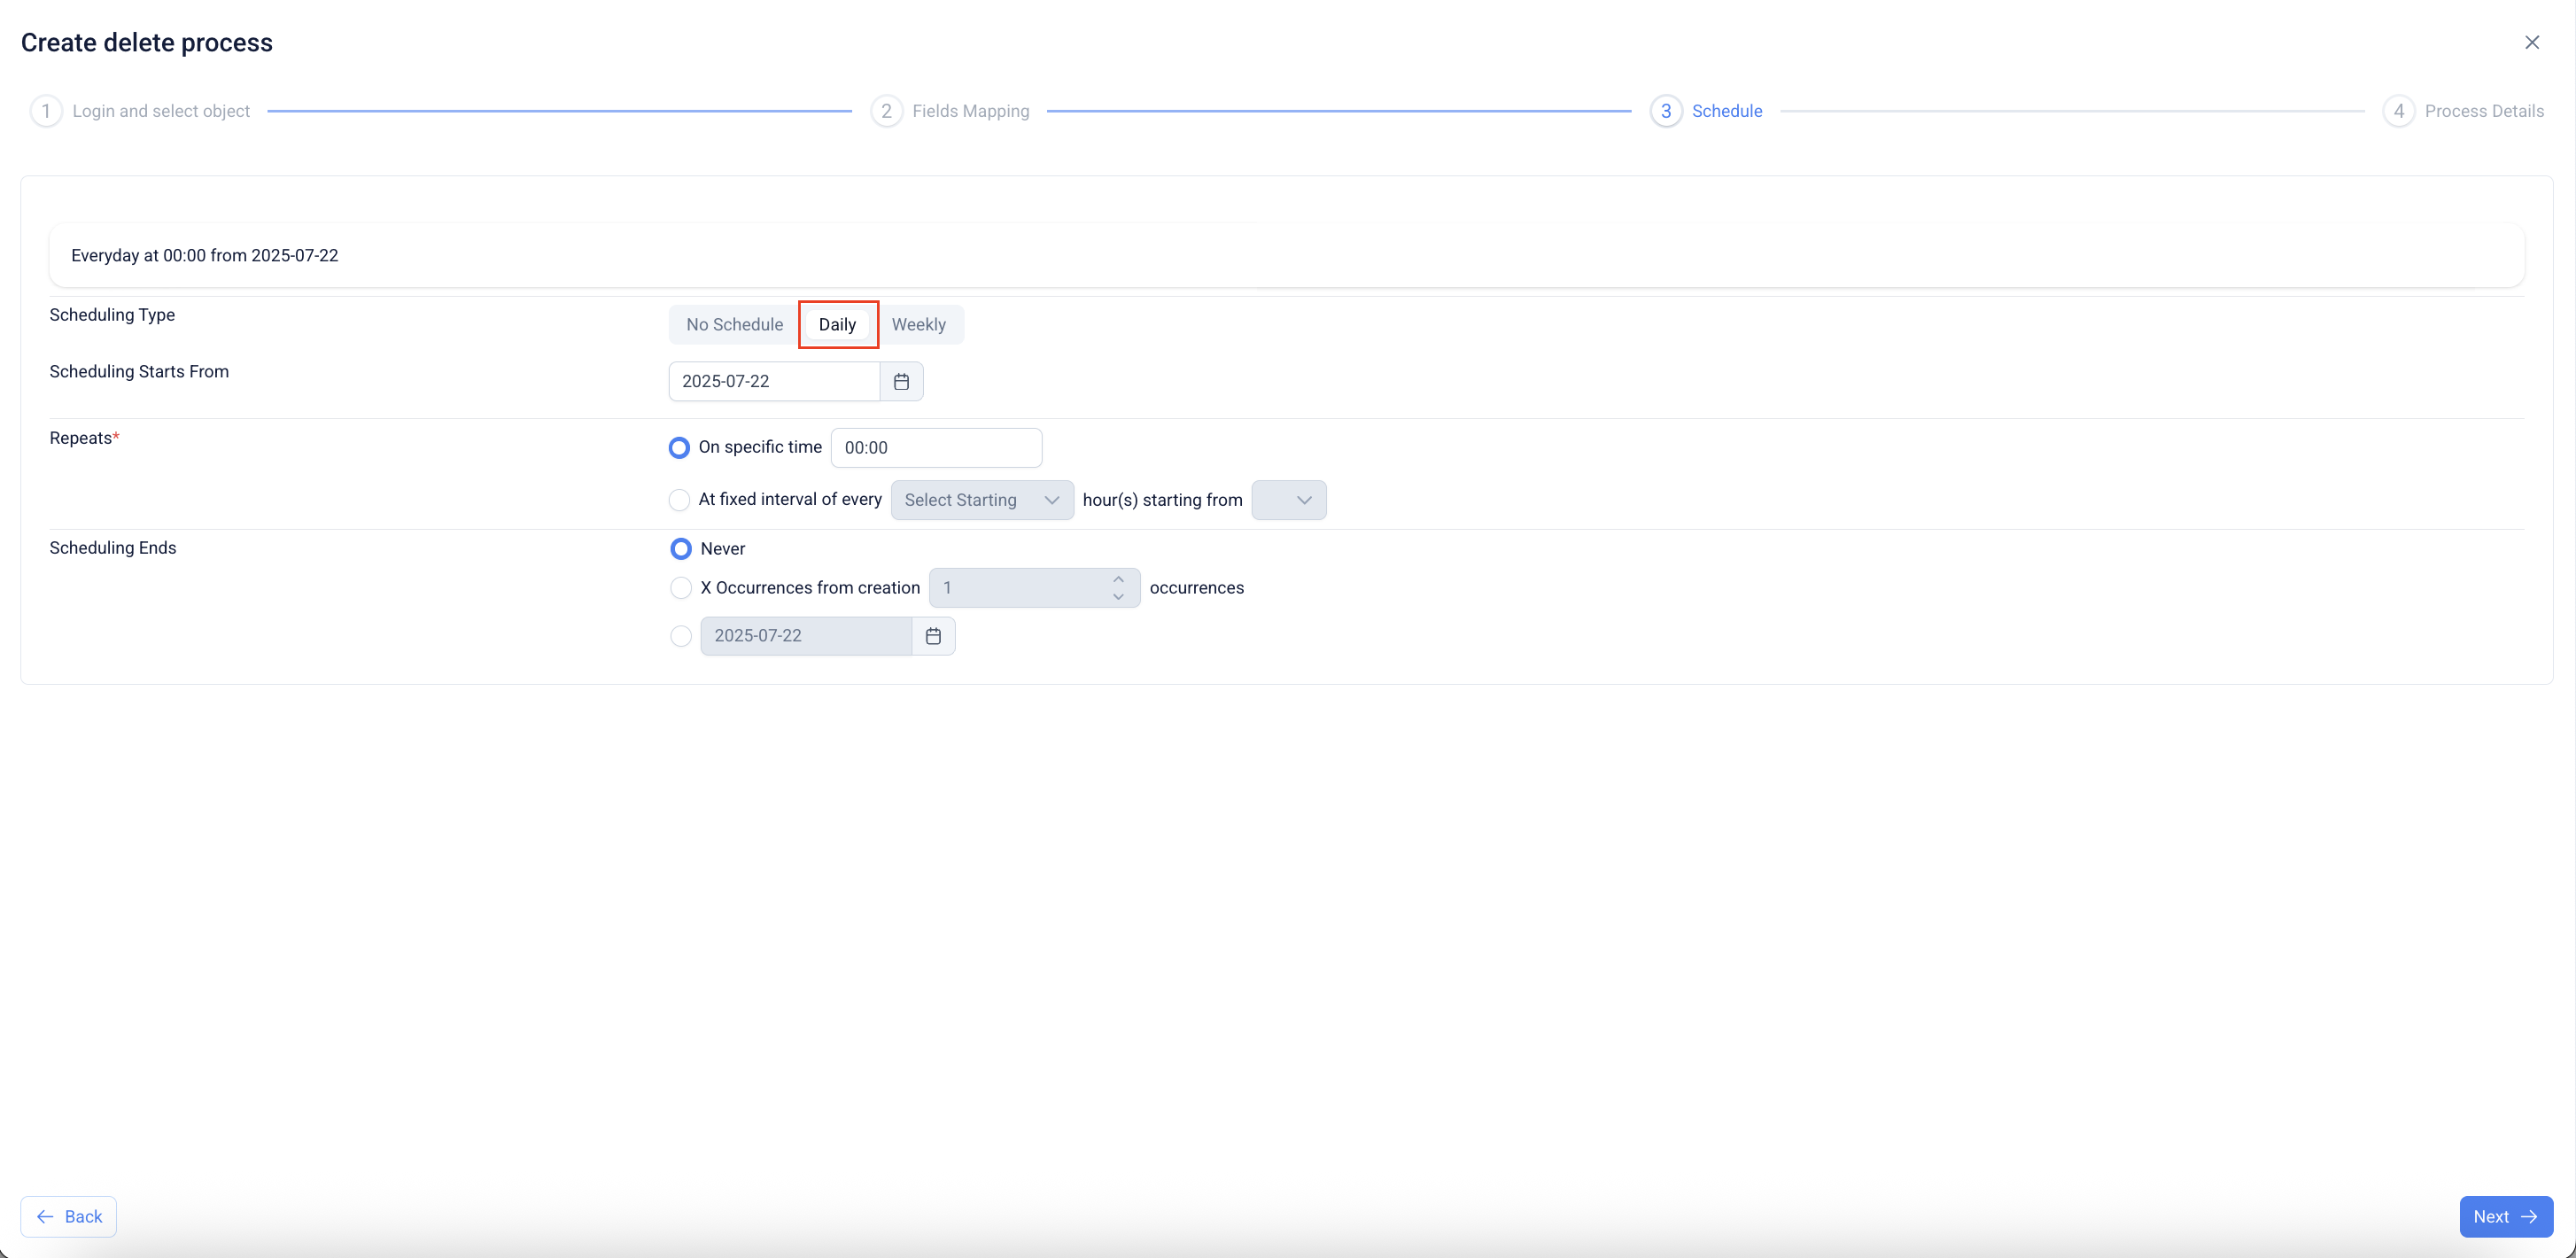 Create delete process
1 Login and select object 2 Fields Mapping 3 Schedule 4 Process Details
Everyday at 00:00 from 2025-07-22
Scheduling Type No Schedule Daily Weekly
Scheduling Starts From 2025-07-22
Repeats* On specific time 00:00
At fixed interval of every Select Starting hour(s) starting from
Scheduling Ends Never
X Occurrences from creation 1 occurrences
2025-07-22
Back Next